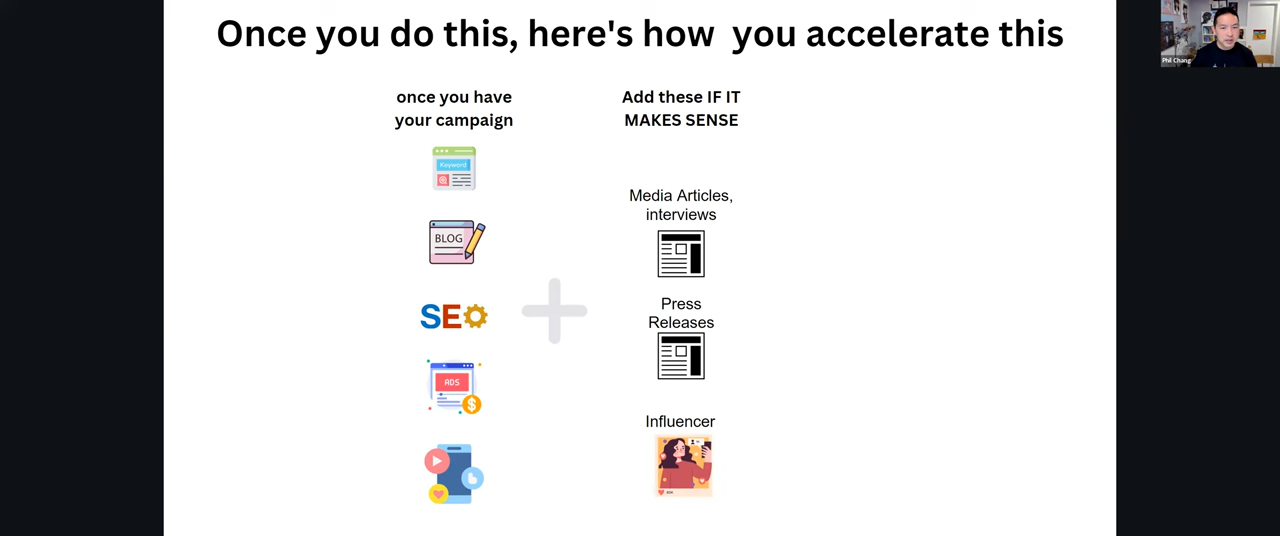 Once you do this, here's how you accelerate this
Phil Chang
once you have
your campaign
Add these IF IT
MAKES SENSE
Keyword
Media Articles,
interviews
BLOG
SEO
Press
Releases
ADS
$
Influencer